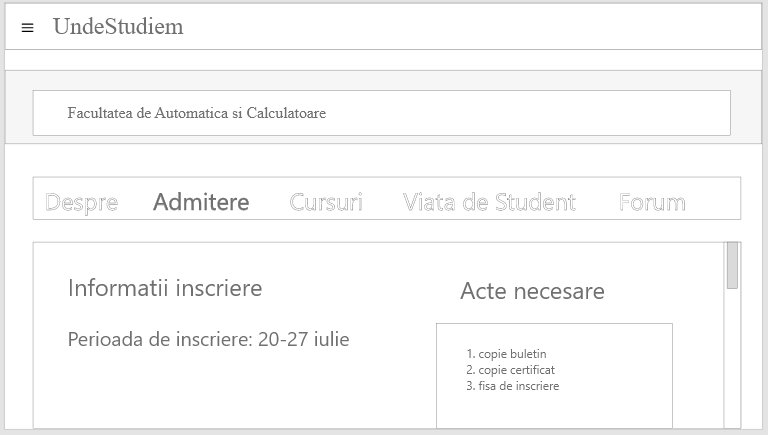 UndeStudiem
Facultatea de Automatica si Calculatoare
Despre Admitere Cursuri Viata de Student Forum
Informatii inscriere
Perioada de inscriere: 20-27 iulie
Acte necesare
1. copie buletin
2. copie certificat
3. fisa de inscriere